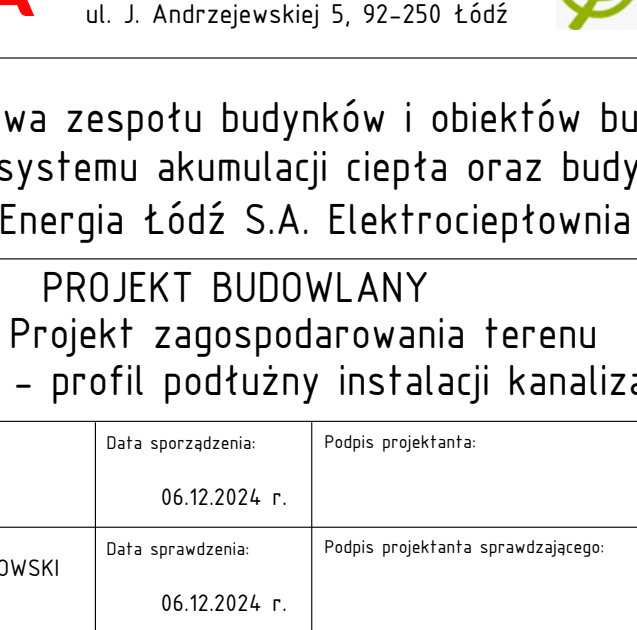 A
ul. J. Andrzejewskiej 5, 92-250 Łódź
wa zespołu budynków i obiektów bu
systemu akumulacji ciepła oraz budy
Energia Łódź S.A. Elektrociepłownia
PROJEKT BUDOWLANY
Projekt zagospodarowania terenu
- profil podłużny instalacji kanaliza
Data sporządzenia:
Podpis projektanta:
06.12.2024 r.
Data sprawdzenia:
Podpis projektanta sprawdzającego:
OWSKI
06.12.2024 r.